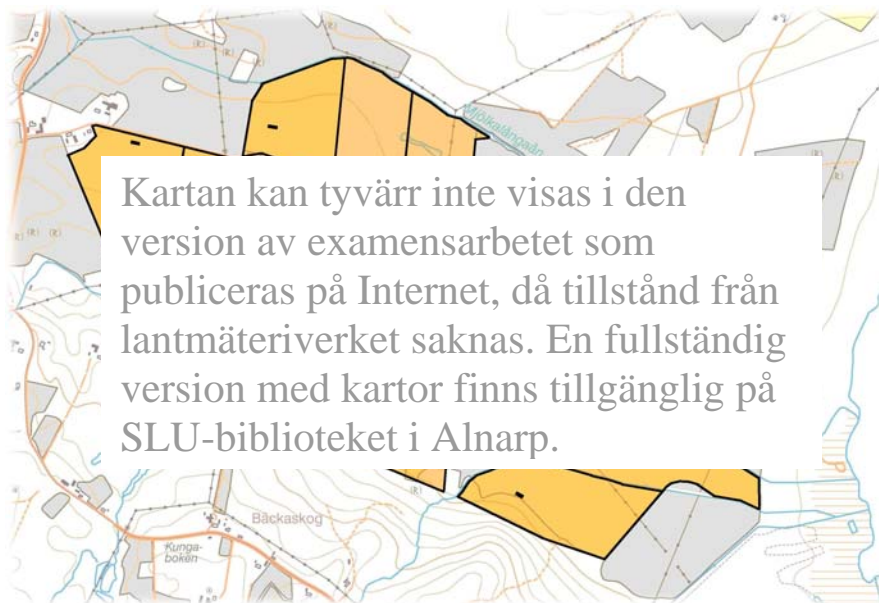 (R)
(R)
(R)
Mjölkalångaån
(R)
(R)
(R) (R) (R)
Kartan kan tyvärr inte visas i den
version av examensarbetet som
publiceras på Internet, då tillstånd från
lantmäteriverket saknas. En fullständig
version med kartor finns tillgänglig på
SLU-biblioteket i Alnarp.
(R)
Bäckaskog
Kunga-
boken